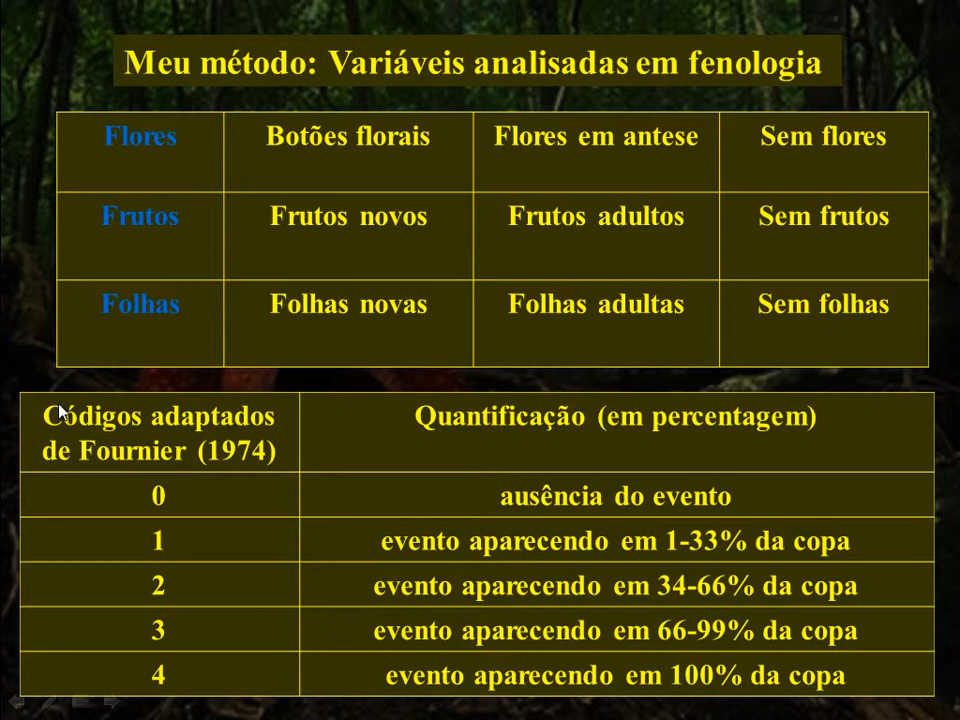 Meu método: Variáveis analisadas em fenologia
Flores Botões florais Flores em antese Sem flores
Frutos Frutos novos Frutos adultos Sem frutos
Folhas Folhas novas Folhas adultas Sem folhas
Códigos adaptados de Fournier (1974) Quantificação (em percentagem)
0 ausência do evento
1 evento aparecendo em 1-33% da copa
2 evento aparecendo em 34-66% da copa
3 evento aparecendo em 66-99% da copa
4 evento aparecendo em 100% da copa